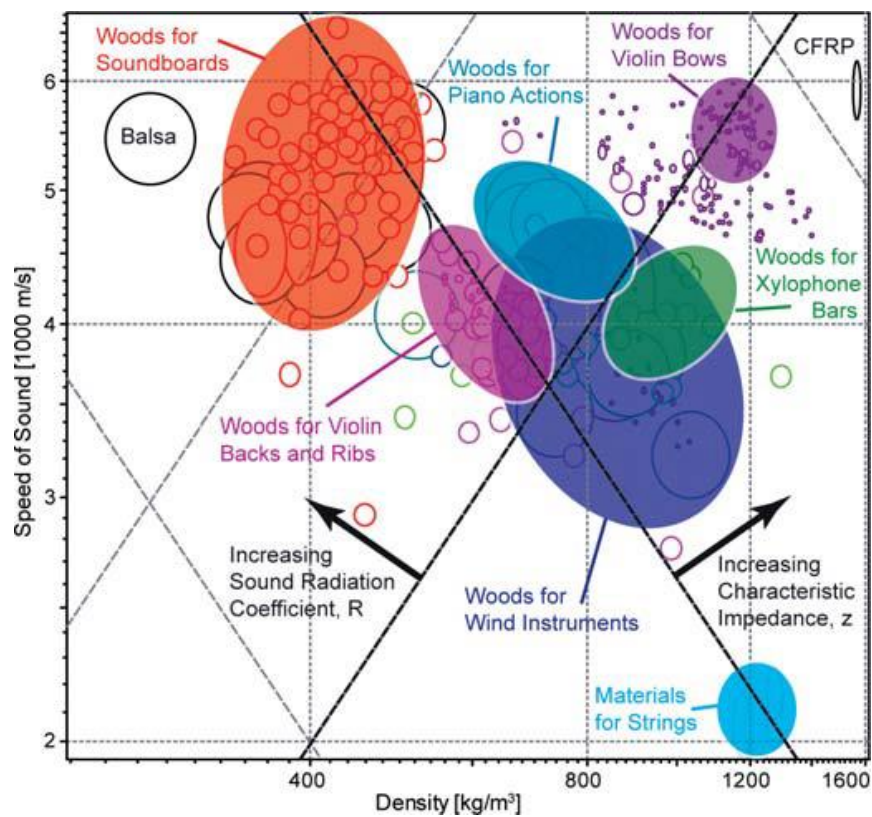 Woods for
Soundboards
Woods for
Piano Actions
Woods for
Violin Bows
CFRP
Balsa
6
5
4
3
2
Speed of Sound [1000 m/s]
Woods for
Xylophone
Bars
Woods for Violin
Backs and Ribs
Increasing
Sound Radiation
Coefficient, R
Woods for
Wind Instruments
Increasing
Characteristic
Impedance, z
Materials
for Strings
400
800
1200
1600
Density [kg/m³]